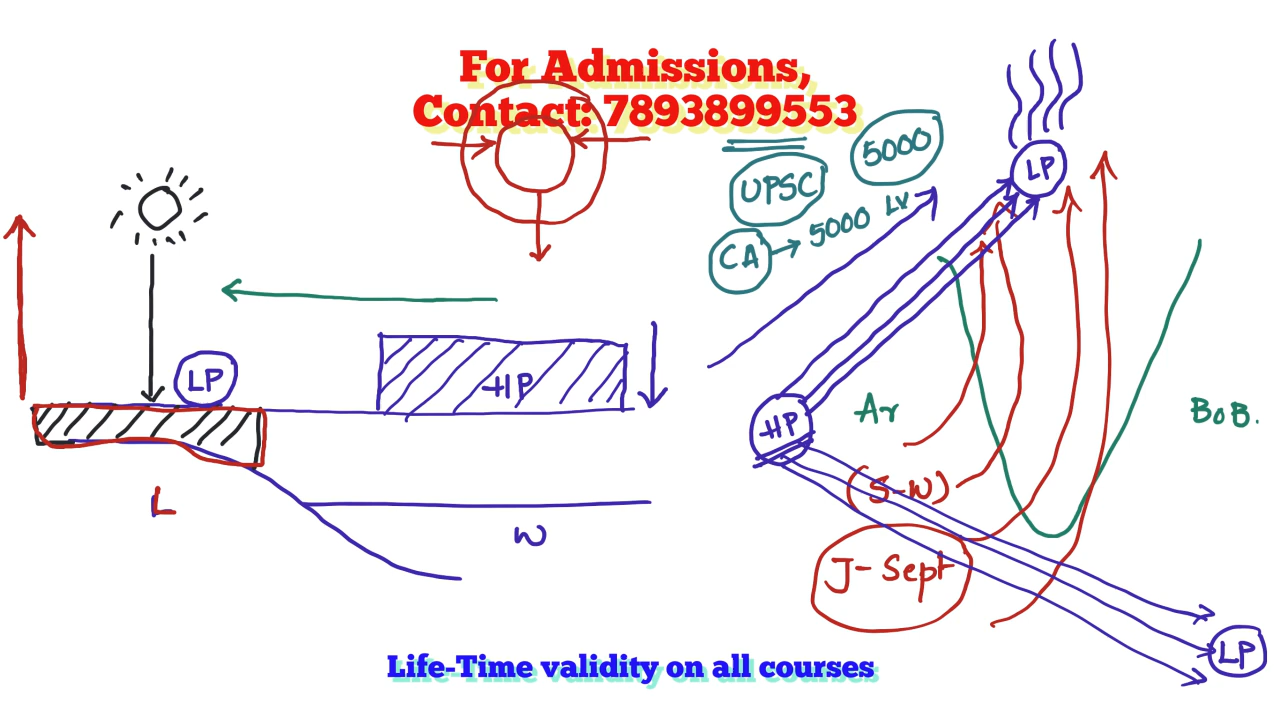 For Admissions,
Contact: 7893899553
5000
UPSC
CA → 5000 Lv
LP
LP
HP
HP
Ar
BoB.
L
W
(S-W)
J-Sept
LP
Life-Time validity on all courses